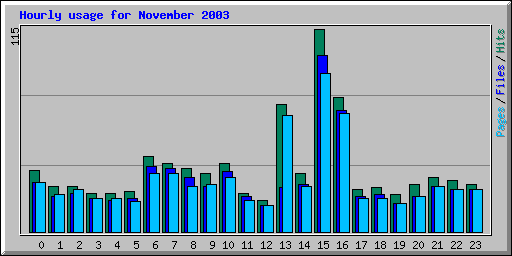 Hourly usage for November 2003
115
Pages / Files / Hits
0 1 2 3 4 5 6 7 8 9 10 11 12 13 14 15 16 17 18 19 20 21 22 23